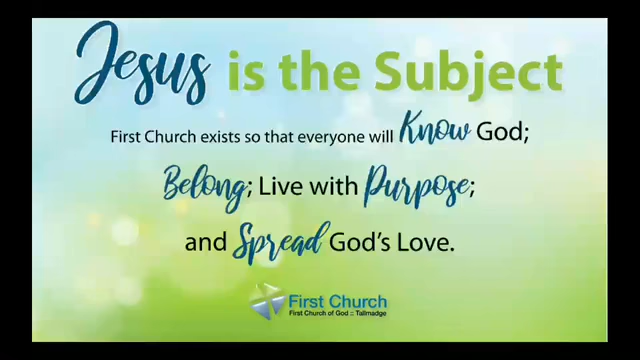 Jesus is the Subject
First Church exists so that everyone will Know God;
Belong; Live with Purpose;
and Spread God's Love.
First Church
First Church of God :: Tallmadge